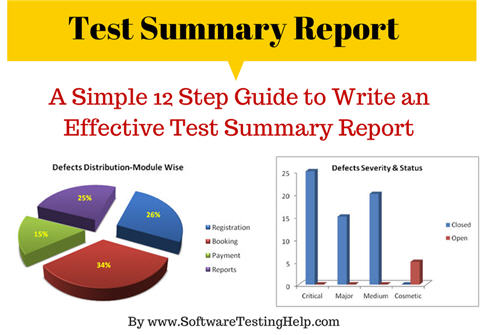 Test Summary Report
A Simple 12 Step Guide to Write an
Effective Test Summary Report
Defects Distribution-Module Wise
25%
26%
15%
34%
Registration
Booking
Payment
Reports
Defects Severity & Status
25
20
15
10
5
0
Critical
Major
Medium
Cosmetic
Closed
Open
By www.SoftwareTestingHelp.com